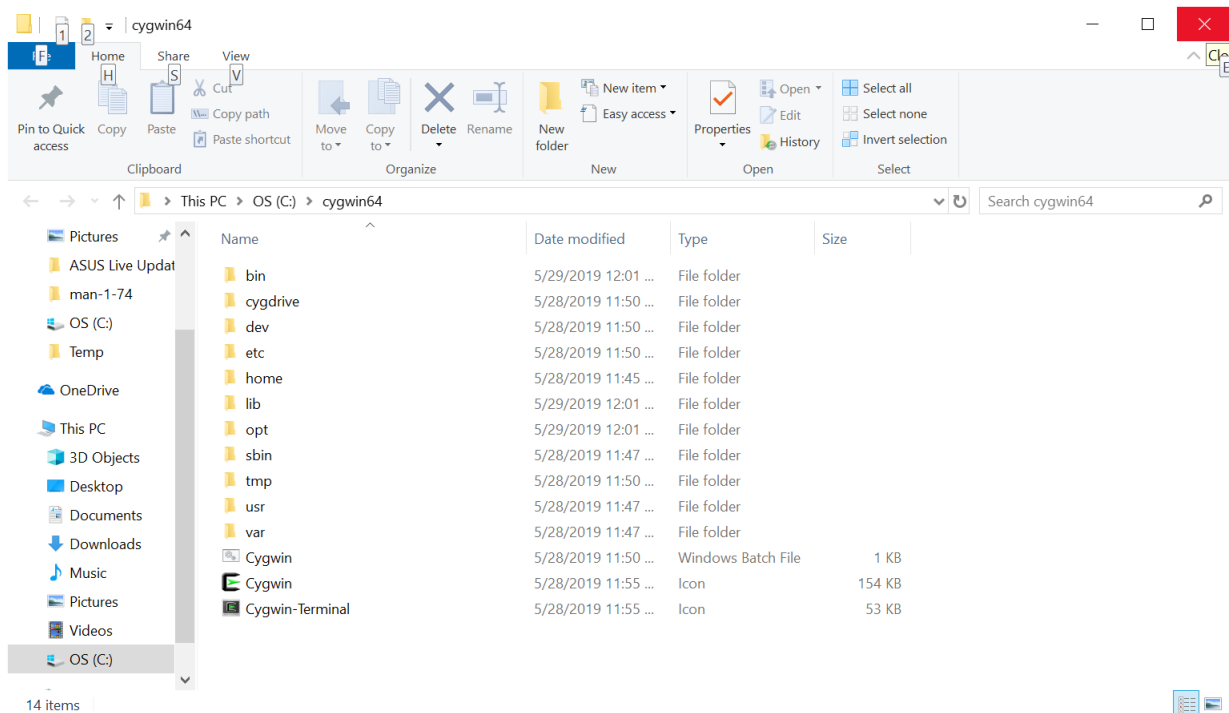 1 2 cygwin64
F Home Share View
H S V Clo E
Pin to Quick access Copy Paste Cut
Copy path
Paste shortcut
Move to Copy to Delete Rename
New folder New item
Easy access
Properties Open
Edit
History
Select all
Select none
Invert selection
Clipboard Organize New Open Select
This PC > OS (C:) > cygwin64 Search cygwin64
Pictures
ASUS Live Updat
man-1-74
OS (C:)
Temp
OneDrive
This PC
3D Objects
Desktop
Documents
Downloads
Music
Pictures
Videos
OS (C:)
Name Date modified Type Size
bin 5/29/2019 12:01 ... File folder
cygdrive 5/28/2019 11:50 ... File folder
dev 5/28/2019 11:50 ... File folder
etc 5/28/2019 11:50 ... File folder
home 5/28/2019 11:45 ... File folder
lib 5/29/2019 12:01 ... File folder
opt 5/29/2019 12:01 ... File folder
sbin 5/28/2019 11:47 ... File folder
tmp 5/28/2019 11:50 ... File folder
usr 5/28/2019 11:47 ... File folder
var 5/28/2019 11:47 ... File folder
Cygwin 5/28/2019 11:50 ... Windows Batch File 1 KB
Cygwin 5/28/2019 11:55 ... Icon 154 KB
Cygwin-Terminal 5/28/2019 11:55 ... Icon 53 KB
14 items